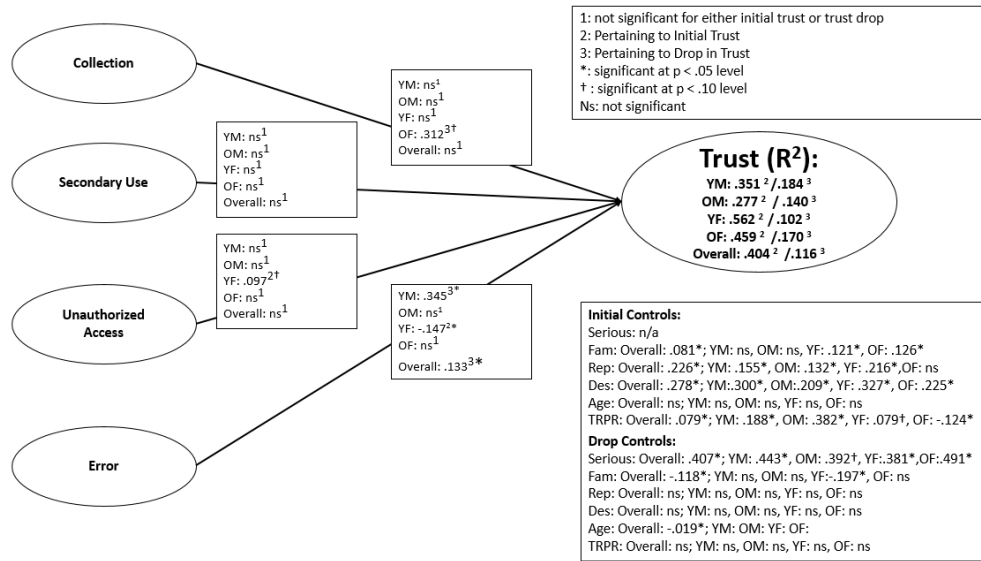 1: not significant for either initial trust or trust drop
2: Pertaining to Initial Trust
3: Pertaining to Drop in Trust
*: significant at p < .05 level
† : significant at p < .10 level
Ns: not significant
Collection
YM: ns¹
OM: ns¹
YF: ns¹
OF: .312³†
Overall: ns¹
Secondary Use
YM: ns¹
OM: ns¹
YF: ns¹
OF: ns¹
Overall: ns¹
Trust (R²):
YM: .351 ² /.184 ³
OM: .277 ² /.140 ³
YF: .562 ² /.102 ³
OF: .459 ² /.170 ³
Overall: .404 ² /.116 ³
Unauthorized
Access
YM: ns¹
OM: ns¹
YF: .097²†
OF: ns¹
Overall: ns¹
Error
YM: .345³*
OM: ns¹
YF: -.147²*
OF: ns¹
Overall: .133³*
Initial Controls:
Serious: n/a
Fam: Overall: .081*; YM: ns, OM: ns, YF: .121*, OF: .126*
Rep: Overall: .226*; YM: .155*, OM: .132*, YF: .216*,OF: ns
Des: Overall: .278*; YM:.300*, OM:.209*, YF: .327*, OF: .225*
Age: Overall: ns; YM: ns, OM: ns, YF: ns, OF: ns
TRPR: Overall: .079*; YM: .188*, OM: .382*, YF: .079†, OF: -.124*
Drop Controls:
Serious: Overall: .407*; YM: .443*, OM: .392†, YF:.381*,OF:.491*
Fam: Overall: -.118*; YM: ns, OM: ns, YF:-.197*, OF: ns
Rep: Overall: ns; YM: ns, OM: ns, YF: ns, OF: ns
Des: Overall: ns; YM: ns, OM: ns, YF: ns, OF: ns
Age: Overall: -.019*; YM: OM: YF: OF:
TRPR: Overall: ns; YM: ns, OM: ns, YF: ns, OF: ns